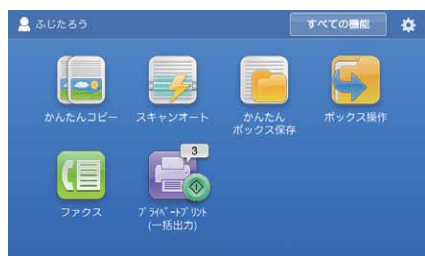 ふじたろう
すべての機能
かんたんコピー
スキャンオート
かんたん
ボックス保存
ボックス操作
3
ファクス
プライベートプリント
(一括出力)